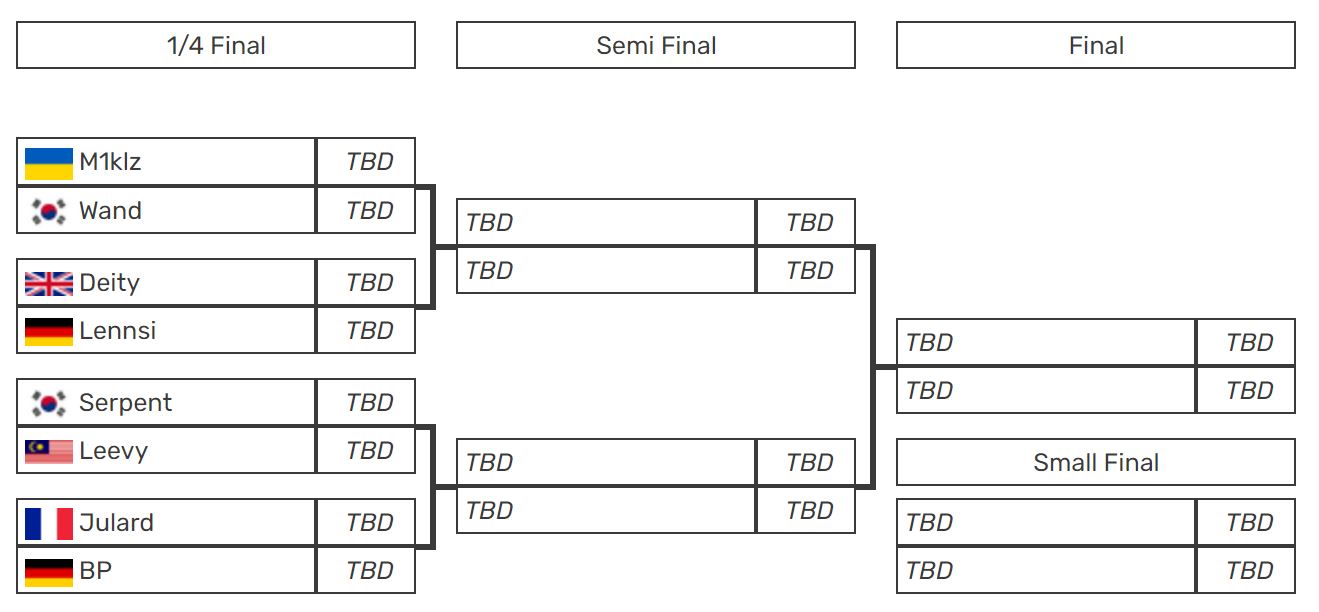 1/4 Final
Semi Final
Final
M1klz TBD
Wand TBD
Deity TBD
Lennsi TBD
Serpent TBD
Leevy TBD
Julard TBD
BP TBD
TBD TBD
TBD TBD
TBD TBD
TBD TBD
TBD TBD
TBD TBD
Small Final
TBD TBD
TBD TBD